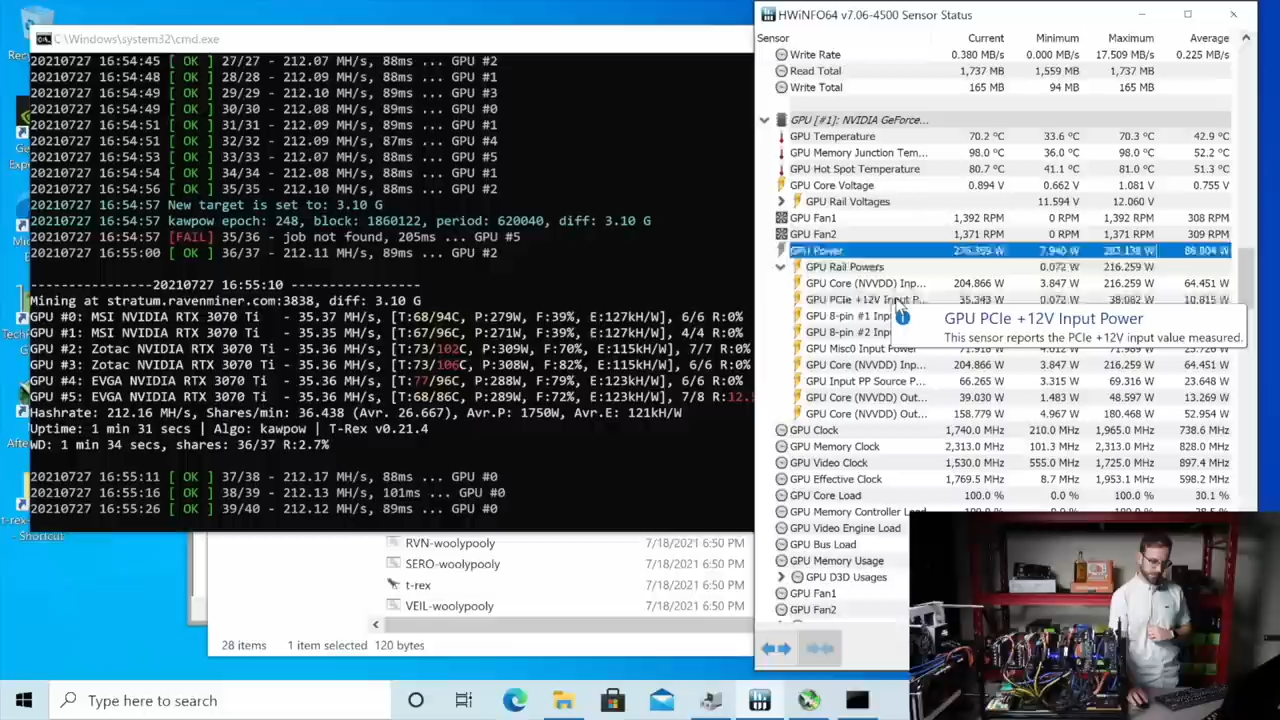 C:\Windows\system32\cmd.exe
20210727 16:54:45 [ OK ] 27/27 - 212.07 MH/s, 88ms ... GPU #2
20210727 16:54:48 [ OK ] 28/28 - 212.09 MH/s, 88ms ... GPU #1
20210727 16:54:49 [ OK ] 29/29 - 212.10 MH/s, 88ms ... GPU #3
20210727 16:54:49 [ OK ] 30/30 - 212.08 MH/s, 89ms ... GPU #0
20210727 16:54:51 [ OK ] 31/31 - 212.09 MH/s, 88ms ... GPU #1
20210727 16:54:51 [ OK ] 32/32 - 212.09 MH/s, 87ms ... GPU #4
20210727 16:54:53 [ OK ] 33/33 - 212.07 MH/s, 88ms ... GPU #5
20210727 16:54:54 [ OK ] 34/34 - 212.08 MH/s, 88ms ... GPU #1
20210727 16:54:56 [ OK ] 35/35 - 212.10 MH/s, 88ms ... GPU #2
20210727 16:54:57 New target is set to: 3.10 G
20210727 16:54:57 kawpow epoch: 248, block: 1860122, period: 620040, diff: 3.10 G
20210727 16:54:57 [FAIL] 35/36 - job not found, 205ms ... GPU #5
20210727 16:55:00 [ OK ] 36/37 - 212.11 MH/s, 88ms ... GPU #2
-------------------20210727 16:55:10 -------------------
Mining at stratum.ravenminer.com:3838, diff: 3.10 G
GPU #0: MSI NVIDIA RTX 3070 Ti - 35.37 MH/s, [T:68/94C, P:279W, F:39%, E:127kH/W], 6/6 R:0%
GPU #1: MSI NVIDIA RTX 3070 Ti - 35.35 MH/s, [T:67/96C, P:271W, F:39%, E:127kH/W], 6/6 R:0%
GPU #2: Zotac NVIDIA RTX 3070 Ti - 35.36 MH/s, [T:73/102C, P:309W, F:70%, E:115kH/W], 7/7 R:0%
GPU #3: Zotac NVIDIA RTX 3070 Ti - 35.36 MH/s, [T:73/106C, P:308W, F:82%, E:115kH/W], 4/4 R:0%
GPU #4: EVGA NVIDIA RTX 3070 Ti - 35.36 MH/s, [T:77/96C, P:288W, F:79%, E:123kH/W], 6/6 R:0%
GPU #5: EVGA NVIDIA RTX 3070 Ti - 35.36 MH/s, [T:68/86C, P:289W, F:72%, E:123kH/W], 7/8 R:12.5
Hashrate: 212.16 MH/s, Shares/min: 36.438 (Avr. 26.667), Avr.P: 1750W, Avr.E: 121kH/W
Uptime: 1 min 31 secs | Algo: kawpow | T-Rex v0.21.4
WD: 1 min 34 secs, shares: 36/37 R:2.7%
20210727 16:55:11 [ OK ] 37/38 - 212.17 MH/s, 88ms ... GPU #0
20210727 16:55:16 [ OK ] 38/39 - 212.13 MH/s, 101ms ... GPU #0
20210727 16:55:26 [ OK ] 39/40 - 212.12 MH/s, 89ms ... GPU #0
RVN-woolypooly 7/18/2021 6:50 PM
SERO-woolypooly 7/18/2021 6:50 PM
t-rex 7/18/2021 6:50 PM
VEIL-woolypooly 7/18/2021 6:50 PM
28 items 1 item selected 120 bytes
HWiNFO64 v7.06-4500 Sensor Status
Sensor Current Minimum Maximum Average
Write Rate 0.380 MB/s 0.000 MB/s 17.509 MB/s 0.225 MB/s
Read Total 1,737 MB 1,559 MB 1,737 MB
Write Total 165 MB 94 MB 165 MB
GPU [#1]: NVIDIA GeForce...
GPU Temperature 70.2 °C 33.6 °C 70.3 °C 42.9 °C
GPU Memory Junction Tem... 98.0 °C 36.0 °C 98.0 °C 52.2 °C
GPU Hot Spot Temperature 80.7 °C 41.1 °C 81.0 °C 51.3 °C
GPU Core Voltage 0.894 V 0.662 V 1.081 V 0.755 V
GPU Rail Voltages 11.594 V 12.060 V
GPU Fan1 1,392 RPM 0 RPM 1,392 RPM 308 RPM
GPU Fan2 1,371 RPM 0 RPM 1,371 RPM 309 RPM
GPU Power 7.940 W
GPU Rail Powers 0.072 W 216.259 W
GPU Core (NVVDD) Inp... 204.866 W 3.847 W 216.259 W 64.451 W
GPU PCIe +12V Input P... 35.343 W 0.072 W 38.082 W 10.815 W
GPU 8-pin #1 Inp
GPU 8-pin #2 Inp
GPU PCIe +12V Input Power
This sensor reports the PCIe +12V input value measured.
GPU Misc0 Input Power
GPU Core (NVVDD) Inp... 204.866 W 3.847 W 216.259 W 64.451 W
GPU Input PP Source P... 66.265 W 3.315 W 69.316 W 23.648 W
GPU Core (NVVDD) Out... 39.030 W 1.483 W 48.597 W 13.269 W
GPU Core (NVVDD) Out... 158.779 W 4.967 W 180.468 W 52.954 W
GPU Clock 1,740.0 MHz 210.0 MHz 1,965.0 MHz 738.6 MHz
GPU Memory Clock 2,313.0 MHz 101.3 MHz 2,313.0 MHz 828.0 MHz
GPU Video Clock 1,530.0 MHz 555.0 MHz 1,725.0 MHz 897.4 MHz
GPU Effective Clock 1,769.5 MHz 8.7 MHz 1,953.1 MHz 598.2 MHz
GPU Core Load 100.0 % 0.0 % 100.0 % 30.1 %
GPU Memory Controller
GPU Video Engine Load
GPU Bus Load
GPU Memory Usage
GPU D3D Usages
GPU Fan1
GPU Fan2
Type here to search